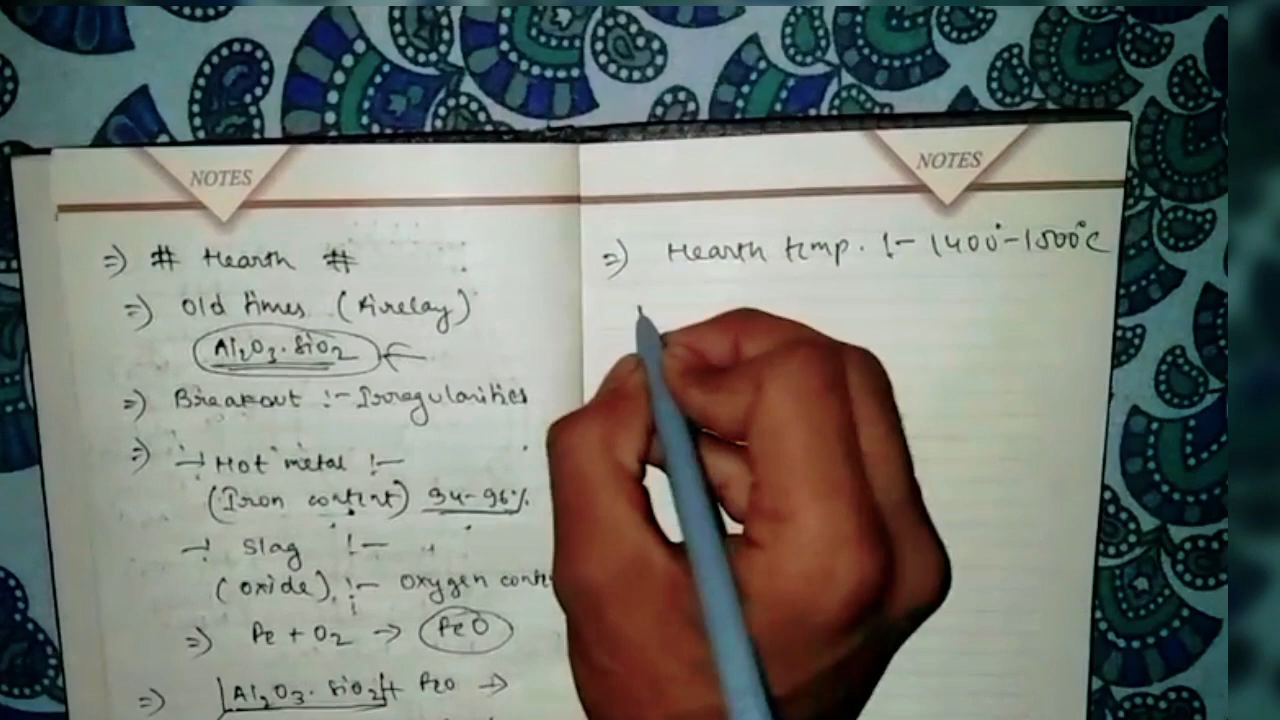 NOTES
=) # Hearth #
=) Old times (Fireclay)
Al2O3.SiO2 ←
=) Breakout :- Irregularities
=) → Hot metal :-
(Iron content) 94-96%
→ Slag :-
(oxide) :- oxygen conte
=) Fe + O2 → FeO
=) Al2O3.SiO2 + FeO →
NOTES
=) Hearth temp. :- 1400°-1500°C